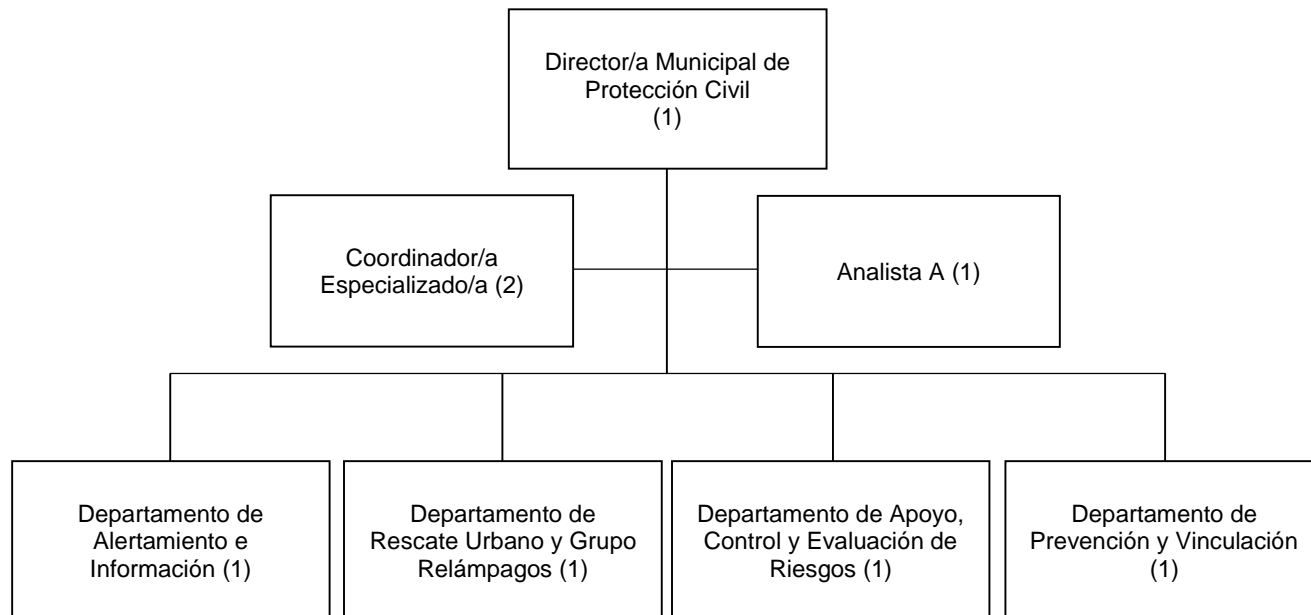 Director/a Municipal de
Protección Civil
(1)
Coordinador/a
Especializado/a (2)
Analista A (1)
Departamento de
Alertamiento e
Información (1)
Departamento de
Rescate Urbano y Grupo
Relámpagos (1)
Departamento de Apoyo,
Control y Evaluación de
Riesgos (1)
Departamento de
Prevención y Vinculación
(1)